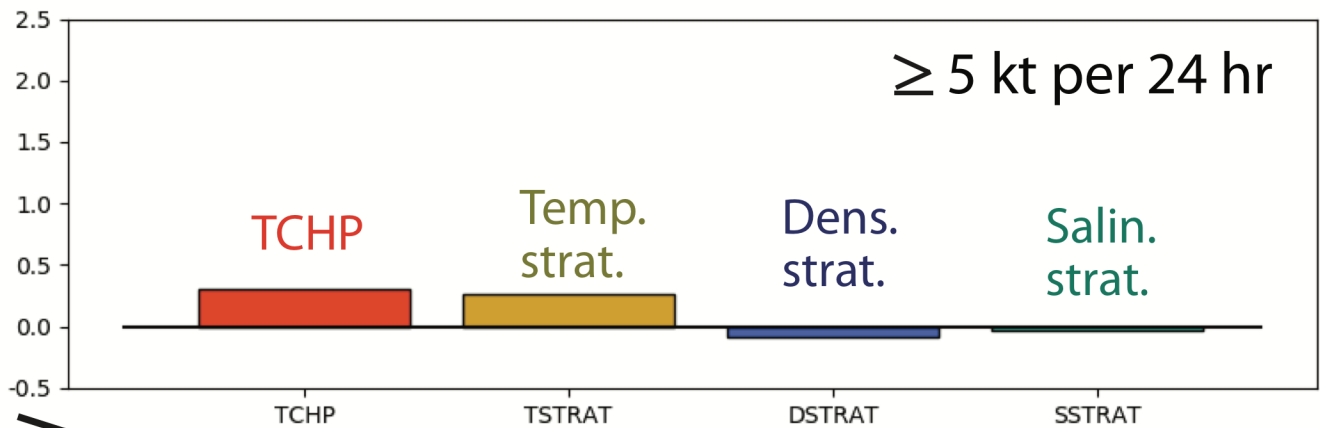 2.5
≥ 5 kt per 24 hr
2.0
1.5
1.0
TCHP
Temp.
strat.
Dens.
strat.
Salin.
strat.
0.5
0.0
-0.5
TCHP TSTRAT DSTRAT SSTRAT